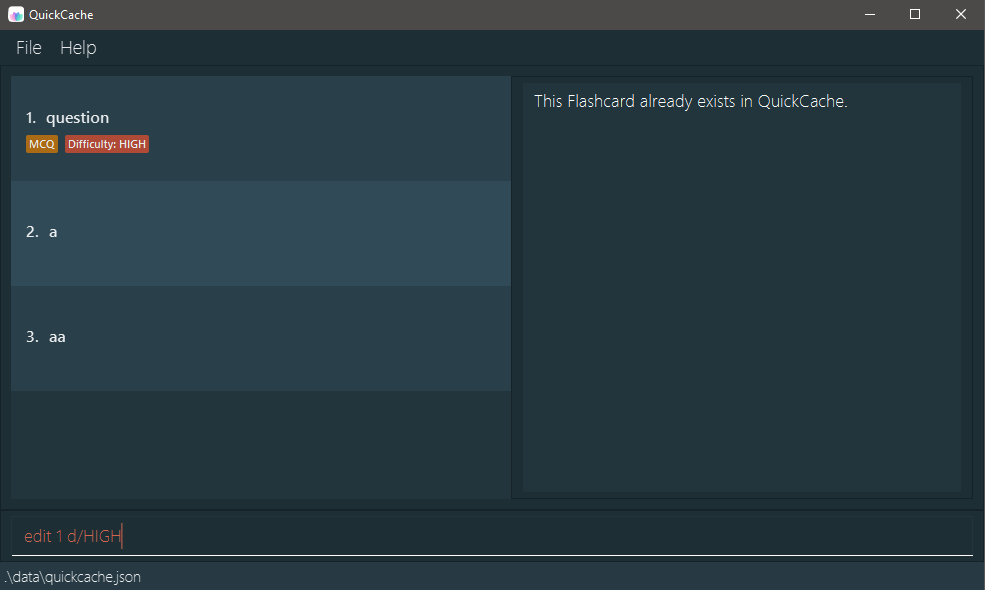 QuickCache
File Help
1. question
MCQ Difficulty: HIGH
2. a
3. aa
This Flashcard already exists in QuickCache.
edit 1 d/HIGH
.\data\quickcache.json